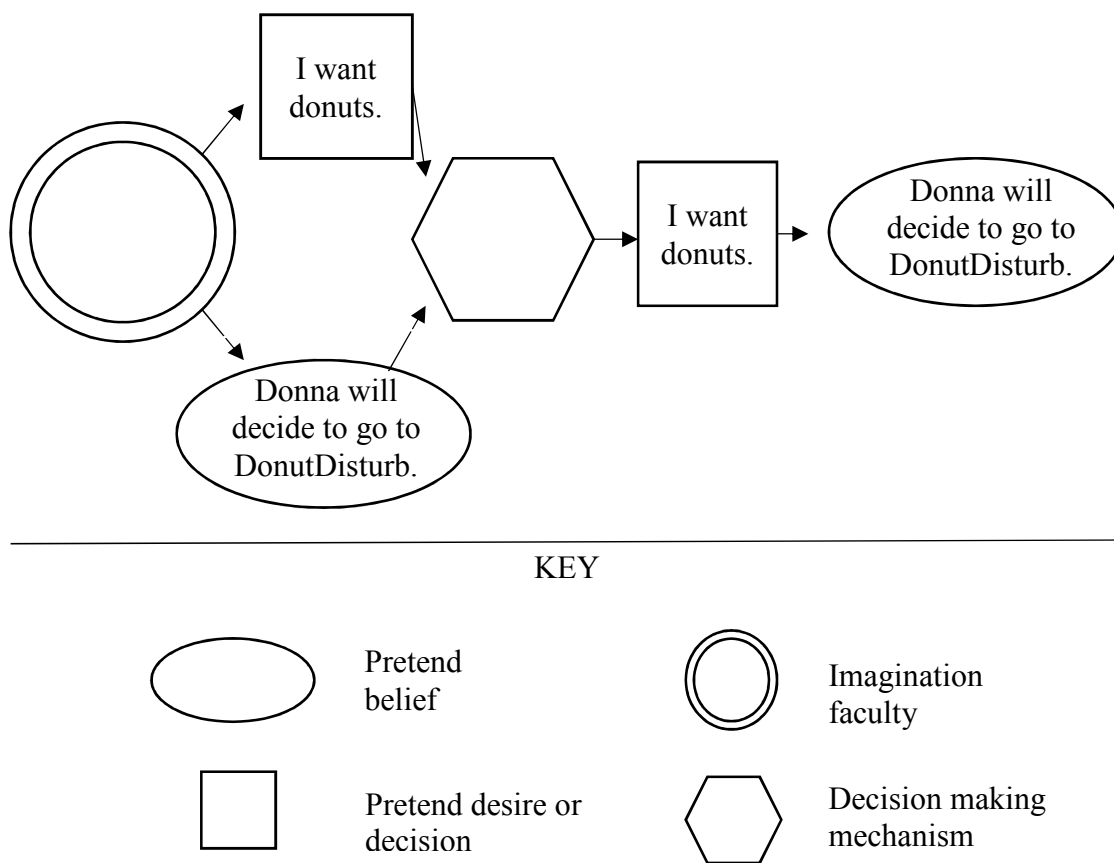 I want
donuts.
I want
donuts.
Donna will
decide to go to
DonutDisturb.
Donna will
decide to go to
DonutDisturb.
KEY
Pretend
belief
Imagination
faculty
Pretend desire or
decision
Decision making
mechanism